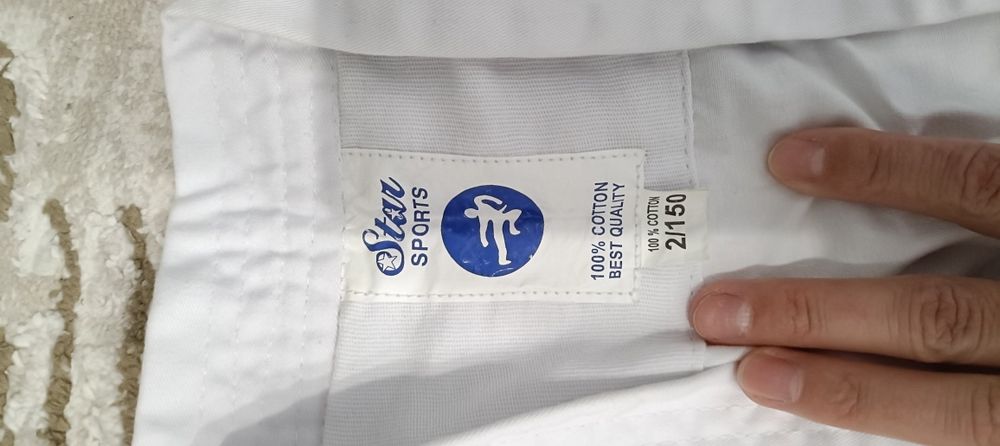 Star
SPORTS
100% COTTON
BEST QUALITY
100 % COTTON
2/150